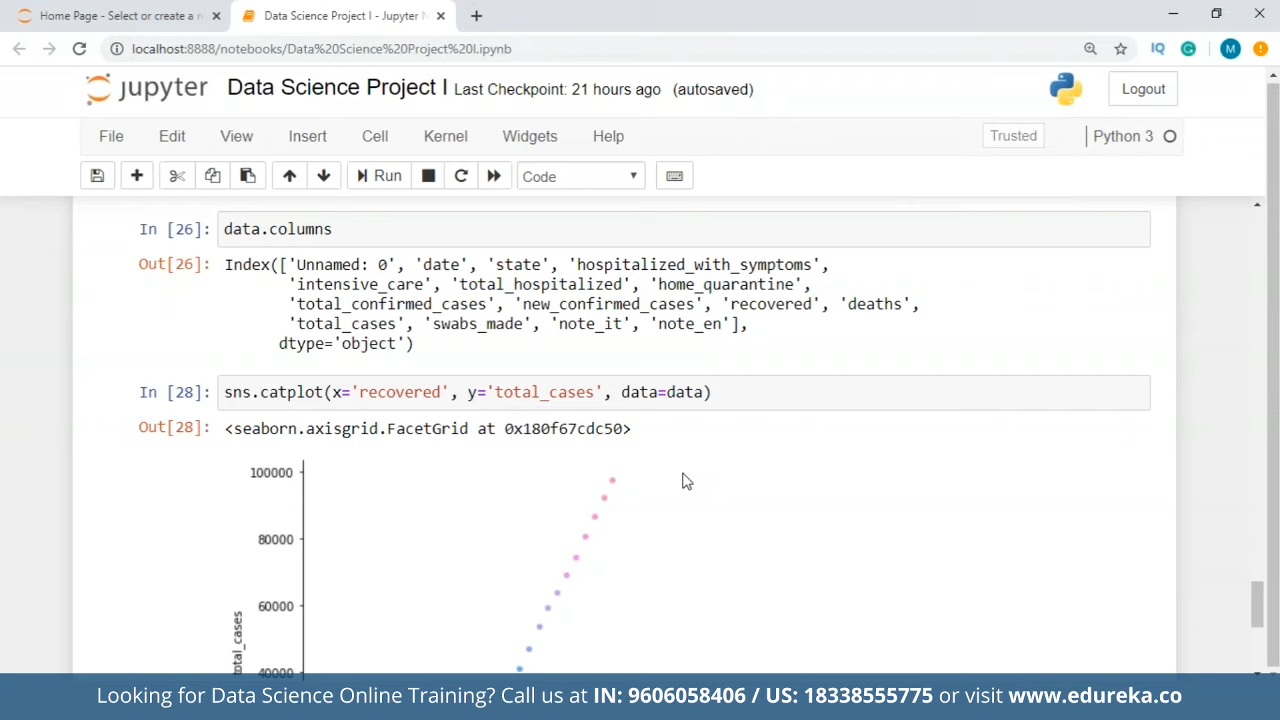 Home Page - Select or create a n
Data Science Project I - Jupyter N
localhost:8888/notebooks/Data%20Science%20Project%20I.ipynb
IQ
G
M
jupyter Data Science Project I Last Checkpoint: 21 hours ago (autosaved)
Logout
File Edit View Insert Cell Kernel Widgets Help
Trusted
Python 3
Run
Code
In [26]: data.columns
Out[26]: Index(['Unnamed: 0', 'date', 'state', 'hospitalized_with_symptoms',
'intensive_care', 'total_hospitalized', 'home_quarantine',
'total_confirmed_cases', 'new_confirmed_cases', 'recovered', 'deaths',
'total_cases', 'swabs_made', 'note_it', 'note_en'],
dtype='object')
In [28]: sns.catplot(x='recovered', y='total_cases', data=data)
Out[28]: <seaborn.axisgrid.FacetGrid at 0x180f67cdc50>
100000
80000
60000
40000
total_cases
Looking for Data Science Online Training? Call us at IN: 9606058406 / US: 18338555775 or visit www.edureka.co